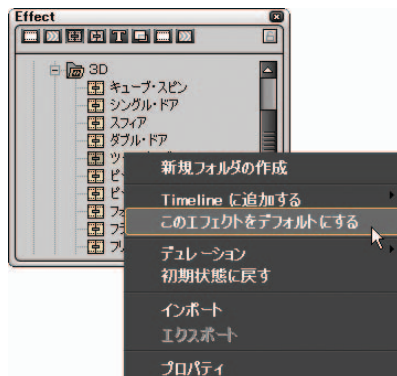 Effect
3D
キューブ・スピン
シングル・ドア
スフィア
ダブル・ドア
新規フォルダの作成
Timeline に追加する
このエフェクトをデフォルトにする
デュレーション
初期状態に戻す
インポート
エクスポート
プロパティ